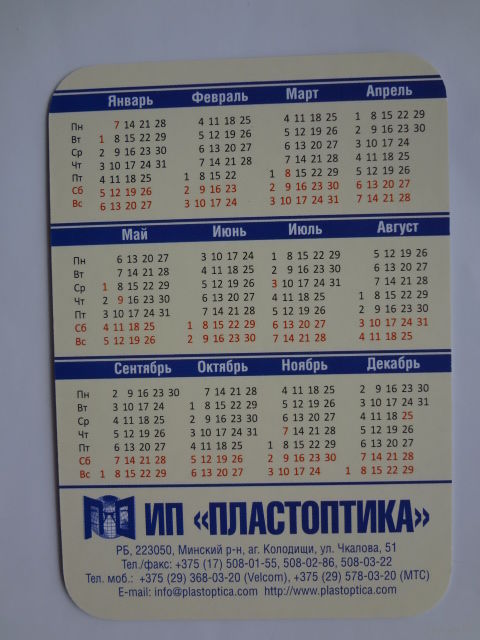 Январь Февраль Март Апрель
Пн 7 14 21 28 4 11 18 25 4 11 18 25 1 8 15 22 29
Вт 1 8 15 22 29 5 12 19 26 5 12 19 26 2 9 16 23 30
Ср 2 9 16 23 30 6 13 20 27 6 13 20 27 3 10 17 24
Чт 3 10 17 24 31 7 14 21 28 7 14 21 28 4 11 18 25
Пт 4 11 18 25 1 8 15 22 1 8 15 22 29 5 12 19 26
Сб 5 12 19 26 2 9 16 23 2 9 16 23 30 6 13 20 27
Вс 6 13 20 27 3 10 17 24 3 10 17 24 31 7 14 21 28
Май Июнь Июль Август
Пн 6 13 20 27 3 10 17 24 1 8 15 22 29 5 12 19 26
Вт 7 14 21 28 4 11 18 25 2 9 16 23 30 6 13 20 27
Ср 1 8 15 22 29 5 12 19 26 3 10 17 24 31 7 14 21 28
Чт 2 9 16 23 30 6 13 20 27 4 11 18 25 1 8 15 22 29
Пт 3 10 17 24 31 7 14 21 28 5 12 19 26 2 9 16 23 30
Сб 4 11 18 25 1 8 15 22 29 6 13 20 27 3 10 17 24 31
Вс 5 12 19 26 2 9 16 23 30 7 14 21 28 4 11 18 25
Сентябрь Октябрь Ноябрь Декабрь
Пн 2 9 16 23 30 7 14 21 28 4 11 18 25 2 9 16 23 30
Вт 3 10 17 24 1 8 15 22 29 5 12 19 26 3 10 17 24 31
Ср 4 11 18 25 2 9 16 23 30 6 13 20 27 4 11 18 25
Чт 5 12 19 26 3 10 17 24 31 7 14 21 28 5 12 19 26
Пт 6 13 20 27 4 11 18 25 1 8 15 22 29 6 13 20 27
Сб 7 14 21 28 5 12 19 26 2 9 16 23 30 7 14 21 28
Вс 1 8 15 22 29 6 13 20 27 3 10 17 24 1 8 15 22 29
ИП «ПЛАСТОПТИКА»
РБ, 223050, Минский р-н, аг. Колодищи, ул. Чкалова, 51
Тел./факс: +375 (17) 508-01-55, 508-02-86, 508-03-22
Тел. моб.: +375 (29) 368-03-20 (Velcom), +375 (29) 578-03-20 (МТС)
E-mail: info@plastoptica.com http://www.plastoptica.com